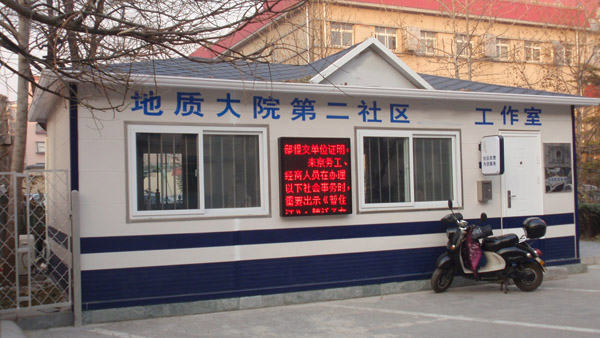 地质大院第二社区 工作室
部提交单位证明，
来京务工、
经商人员在办理
以下社会事务时，
需要出示《暂住